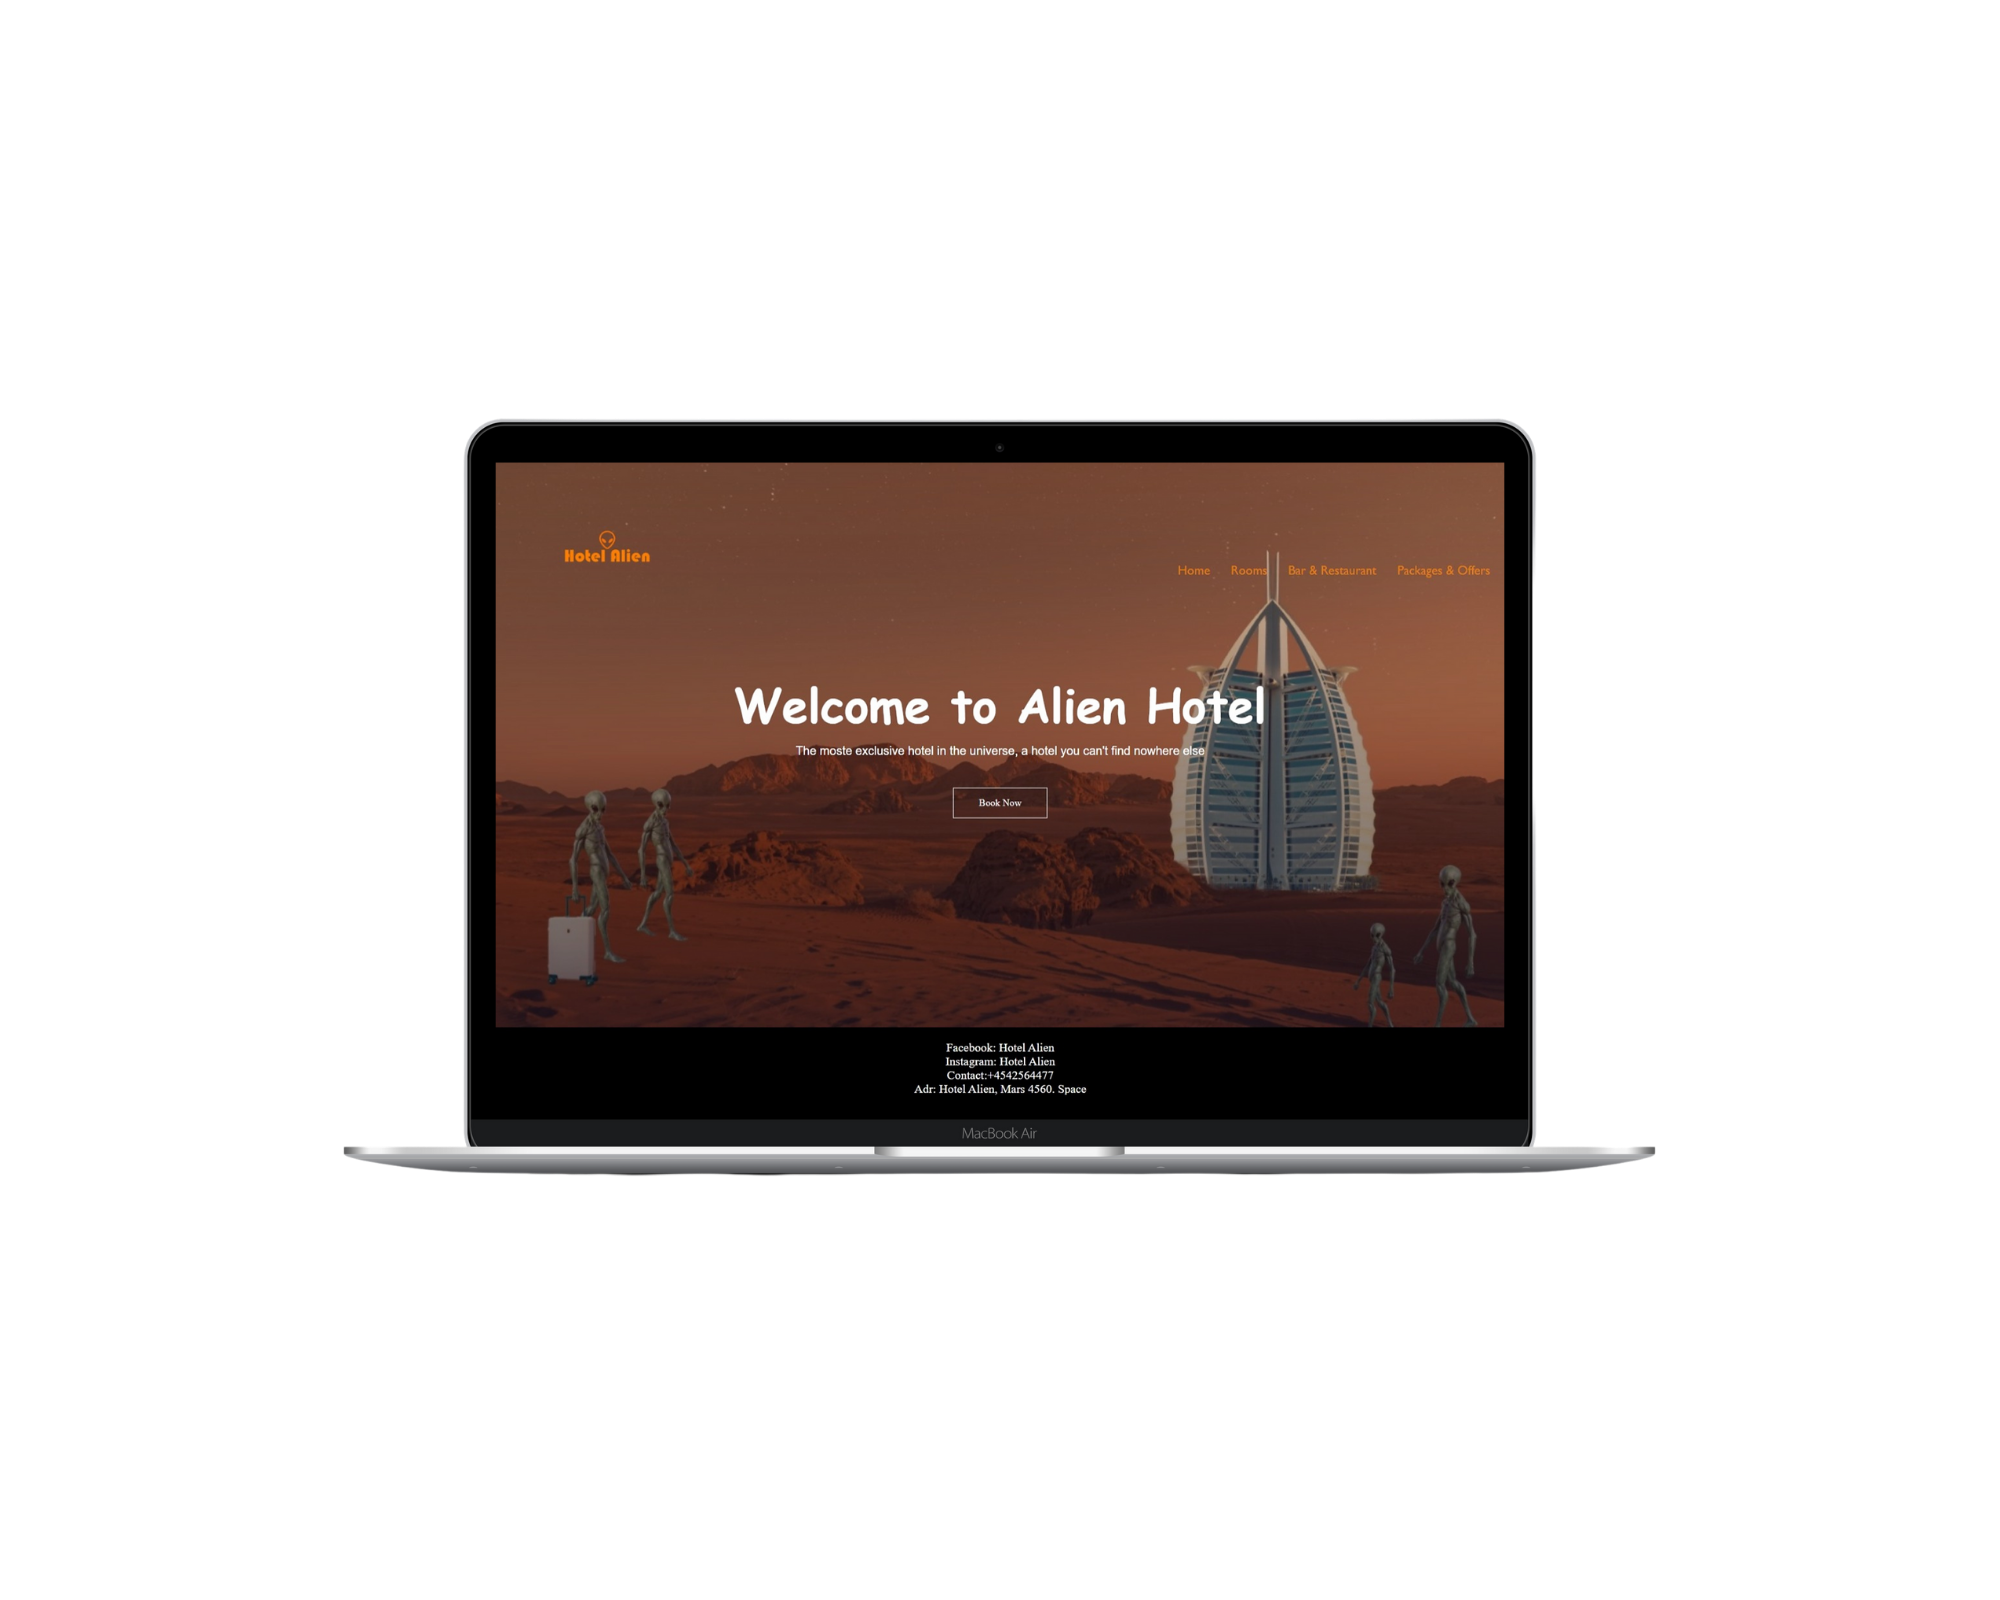 Hotel Alien
Home Rooms Bar & Restaurant Packages & Offers
Welcome to Alien Hotel
The moste exclusive hotel in the universe, a hotel you can't find nowhere else
Book Now
Facebook: Hotel Alien
Instagram: Hotel Alien
Contact:+4542564477
Adr: Hotel Alien, Mars 4560. Space
MacBook Air